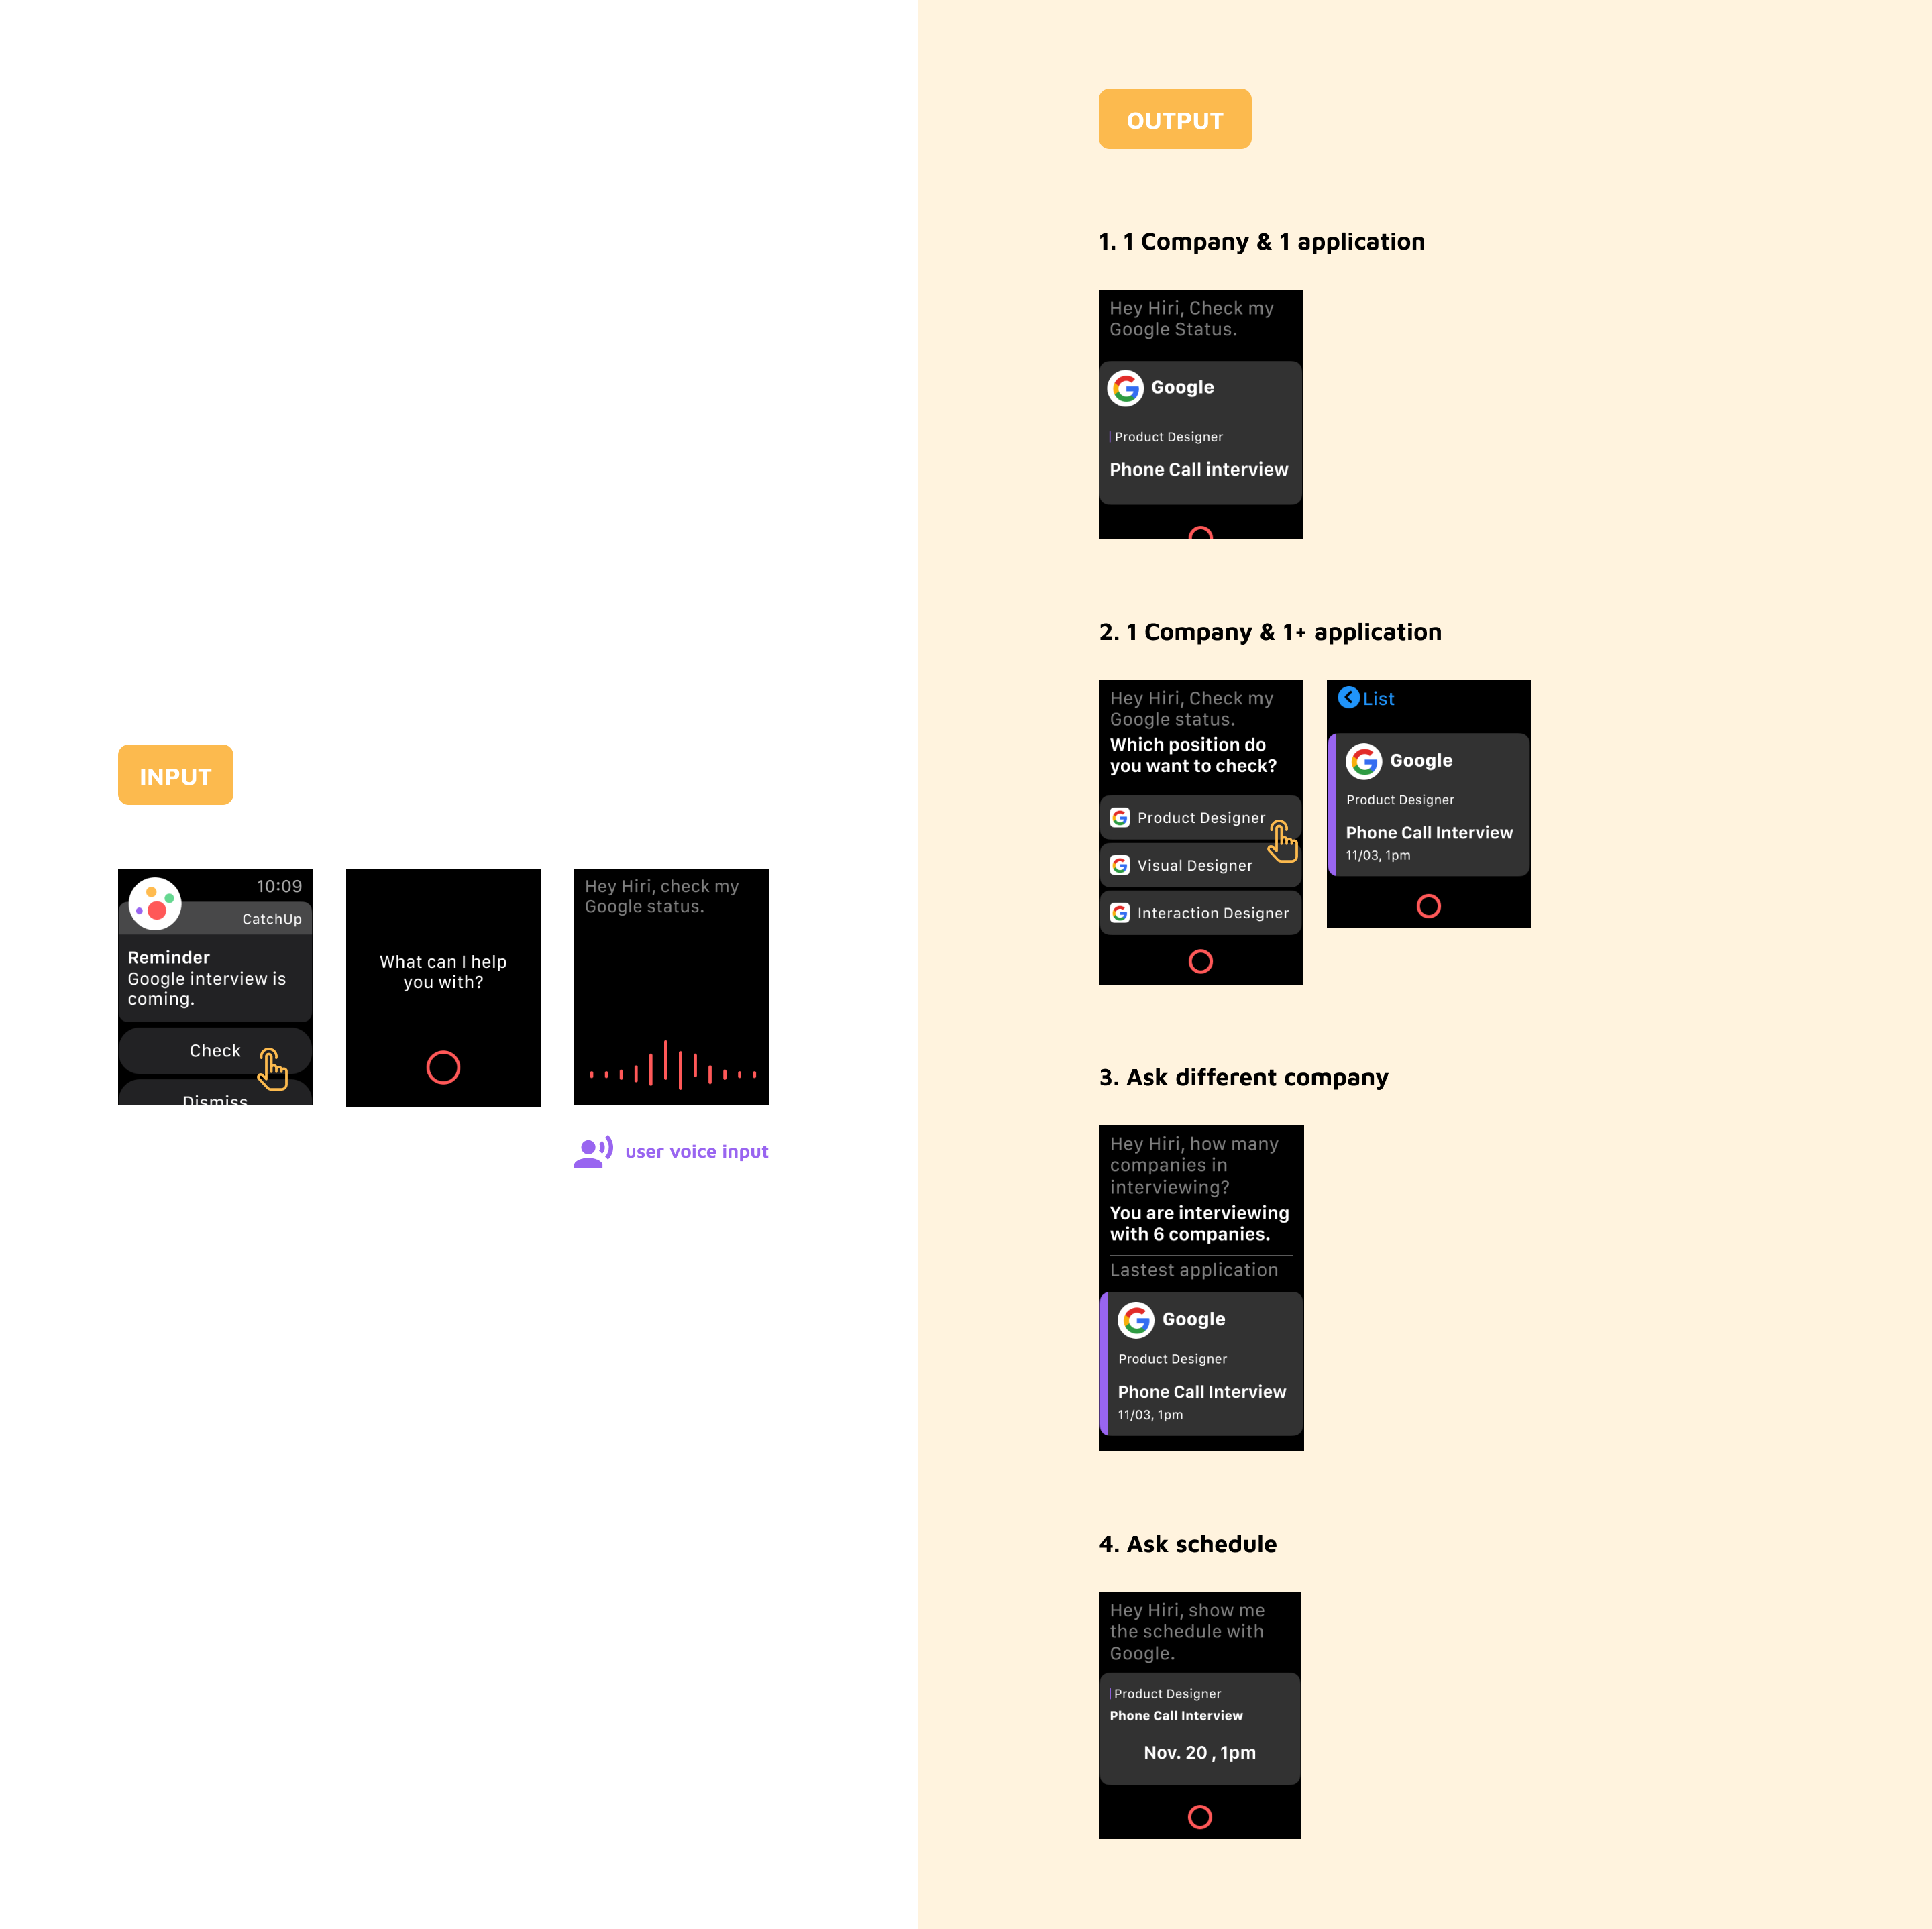 INPUT
10:09
CatchUp
Reminder
Google interview is
coming.
Check
Dismiss
What can I help
you with?
Hey Hiri, check my
Google status.
user voice input
OUTPUT
1. 1 Company & 1 application
Hey Hiri, Check my
Google Status.
Google
Product Designer
Phone Call interview
2. 1 Company & 1+ application
Hey Hiri, Check my
Google status.
Which position do
you want to check?
Product Designer
Visual Designer
Interaction Designer
List
Google
Product Designer
Phone Call Interview
11/03, 1pm
3. Ask different company
Hey Hiri, how many
companies in
interviewing?
You are interviewing
with 6 companies.
Lastest application
Google
Product Designer
Phone Call Interview
11/03, 1pm
4. Ask schedule
Hey Hiri, show me
the schedule with
Google.
Product Designer
Phone Call Interview
Nov. 20 , 1pm